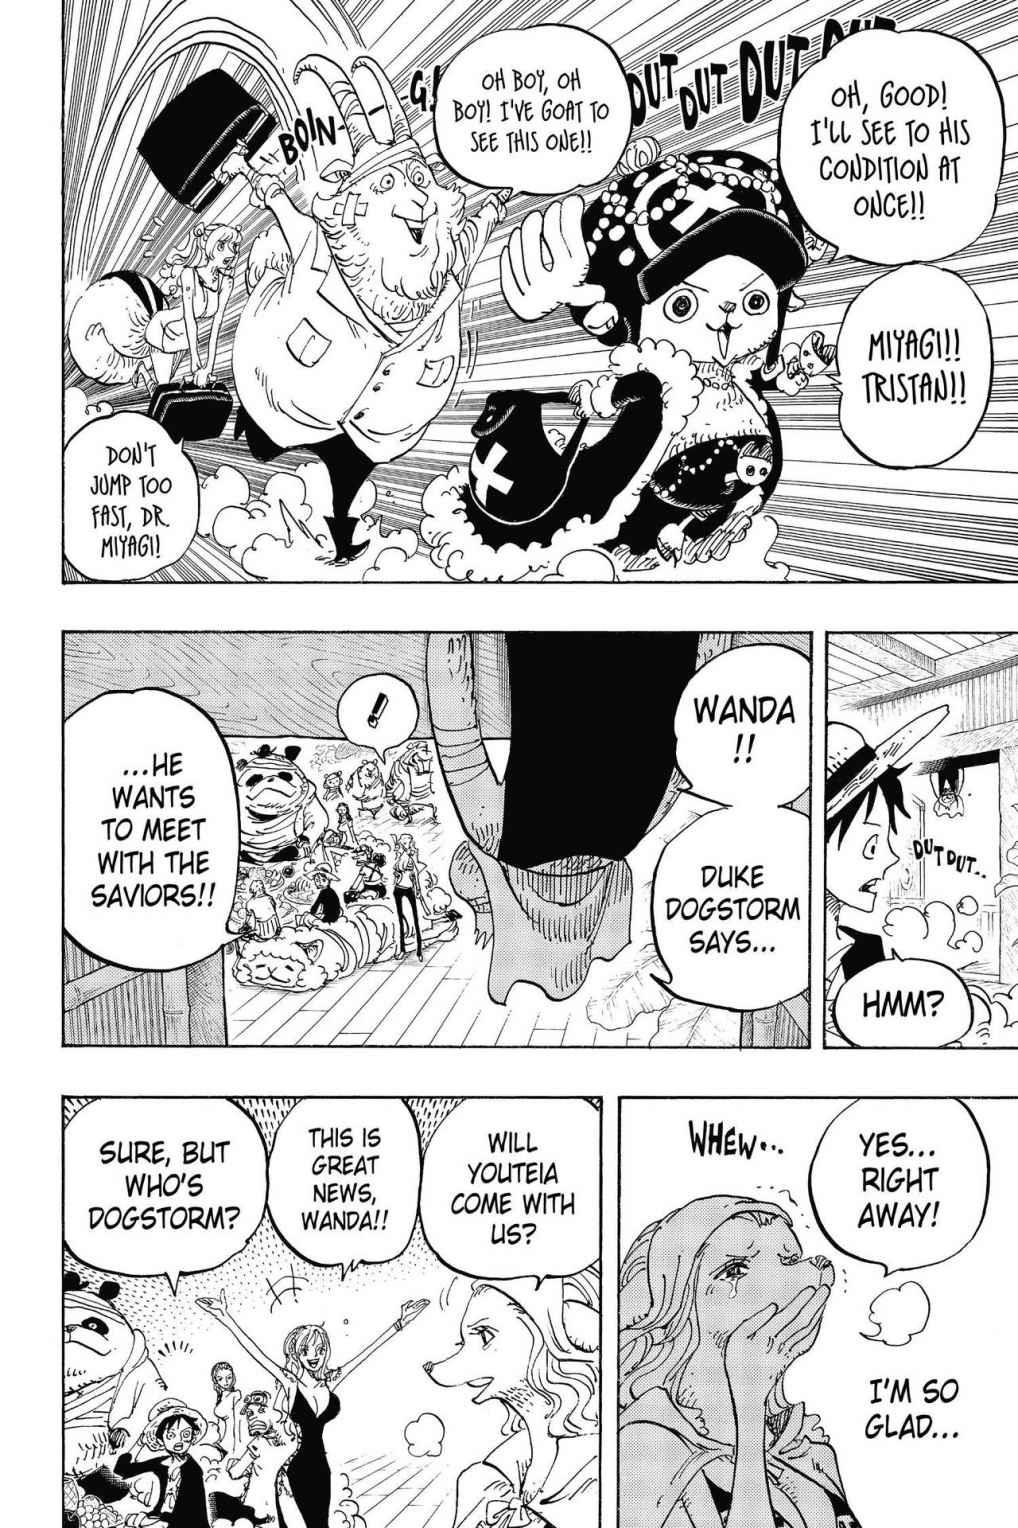 OH, GOOD!
I'LL SEE TO HIS
CONDITION AT
ONCE!!
MIYAGI!!
TRISTAN!!
DUT DUT DUT
OH BOY, OH
BOY! I'VE GOAT TO
SEE THIS ONE!!
BOIN-
DON'T
JUMP TOO
FAST, DR.
MIYAGI!
DUT DUT..
HMM?
WANDA
!!
DUKE
DOGSTORM
SAYS...
!
...HE
WANTS
TO MEET
WITH THE
SAVIORS!!
YES...
RIGHT
AWAY!
WHEW...
I'M SO
GLAD...
WILL
YOUTEIA
COME WITH
US?
THIS IS
GREAT
NEWS,
WANDA!!
SURE, BUT
WHO'S
DOGSTORM?